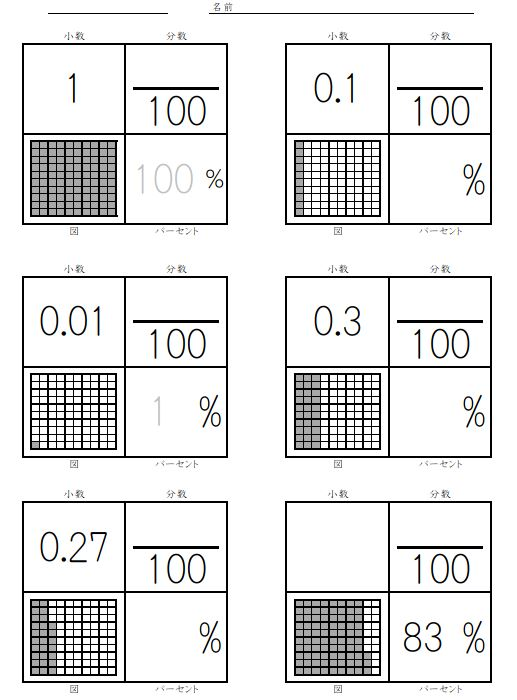 名前
小数 分数 小数 分数
1 100 0.1 100
100 % %
図 パーセント 図 パーセント
小数 分数 小数 分数
0.01 100 0.3 100
1 % %
図 パーセント 図 パーセント
小数 分数 小数 分数
0.27 100 100
% 83 %
図 パーセント 図 パーセント